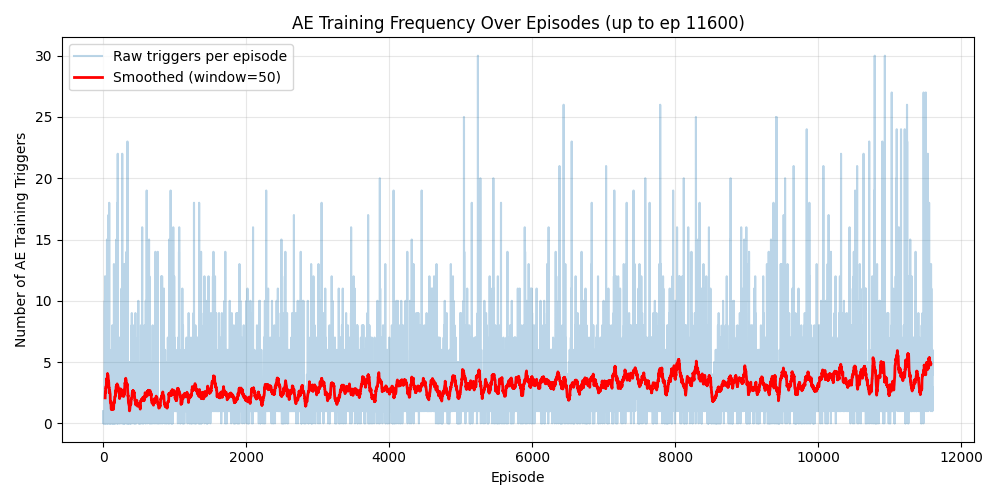 AE Training Frequency Over Episodes (up to ep 11600)
Raw triggers per episode
Smoothed (window=50)
Number of AE Training Triggers
30
25
20
15
10
5
0
0 2000 4000 6000 8000 10000 12000
Episode